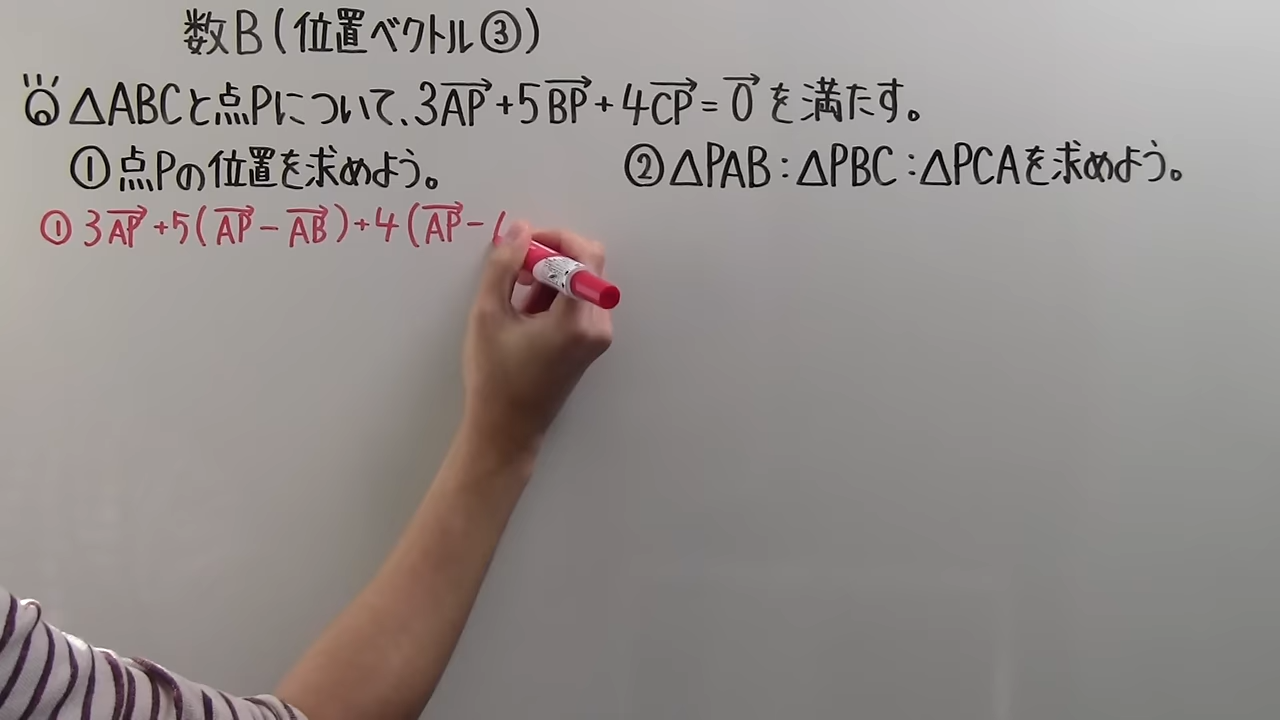 数B(位置ベクトル③)
△ABCと点Pについて、3AP+5BP+4CP=0を満たす。
①点Pの位置を求めよう。 ②△PAB:△PBC:△PCAを求めよう。
①3AP+5(AP-AB)+4(AP-